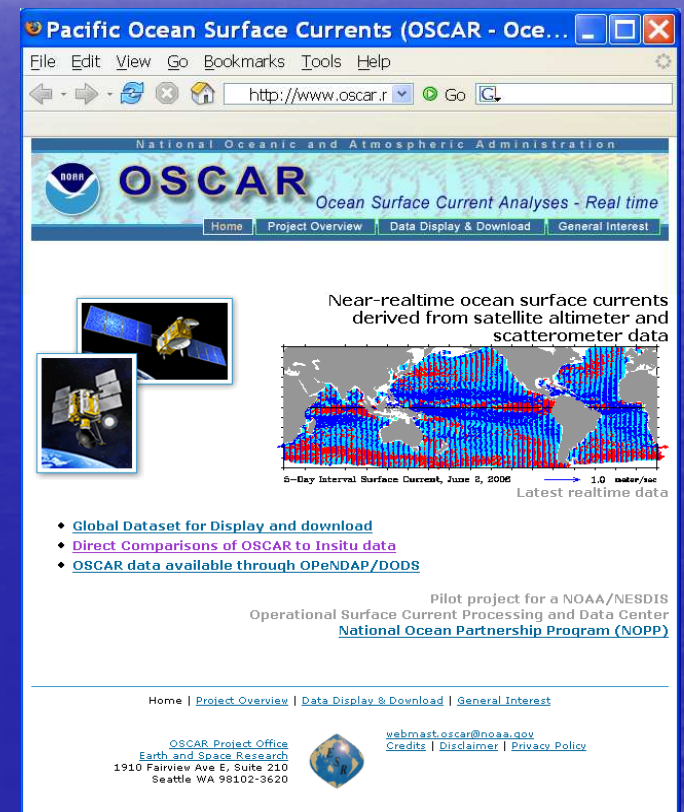 Pacific Ocean Surface Currents (OSCAR - Oce...
File Edit View Go Bookmarks Tools Help
http://www.oscar.r Go G
National Oceanic and Atmospheric Administration
NOAA
OSCAR
Ocean Surface Current Analyses - Real time
Home Project Overview Data Display & Download General Interest
Near-realtime ocean surface currents
derived from satellite altimeter and
scatterometer data
5-Day Interval Surface Current, June 2, 2006 1.0 meter/sec
Latest realtime data
Global Dataset for Display and download
Direct Comparisons of OSCAR to Insitu data
OSCAR data available through OPeNDAP/DODS
Pilot project for a NOAA/NESDIS
Operational Surface Current Processing and Data Center
National Ocean Partnership Program (NOPP)
Home | Project Overview | Data Display & Download | General Interest
OSCAR Project Office
Earth and Space Research
1910 Fairview Ave E, Suite 210
Seattle WA 98102-3620
ESR
webmast.oscar@noaa.gov
Credits | Disclaimer | Privacy Policy